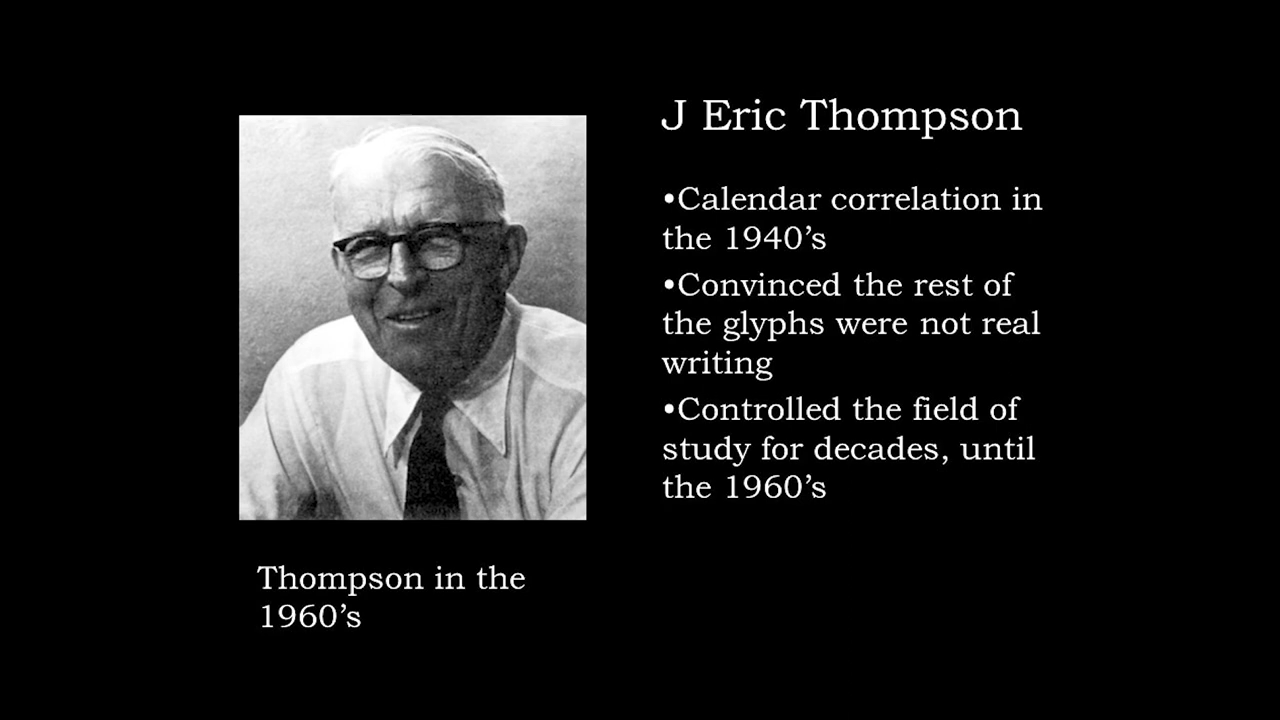 J Eric Thompson
•Calendar correlation in
the 1940’s
•Convinced the rest of
the glyphs were not real
writing
•Controlled the field of
study for decades, until
the 1960’s
Thompson in the
1960’s